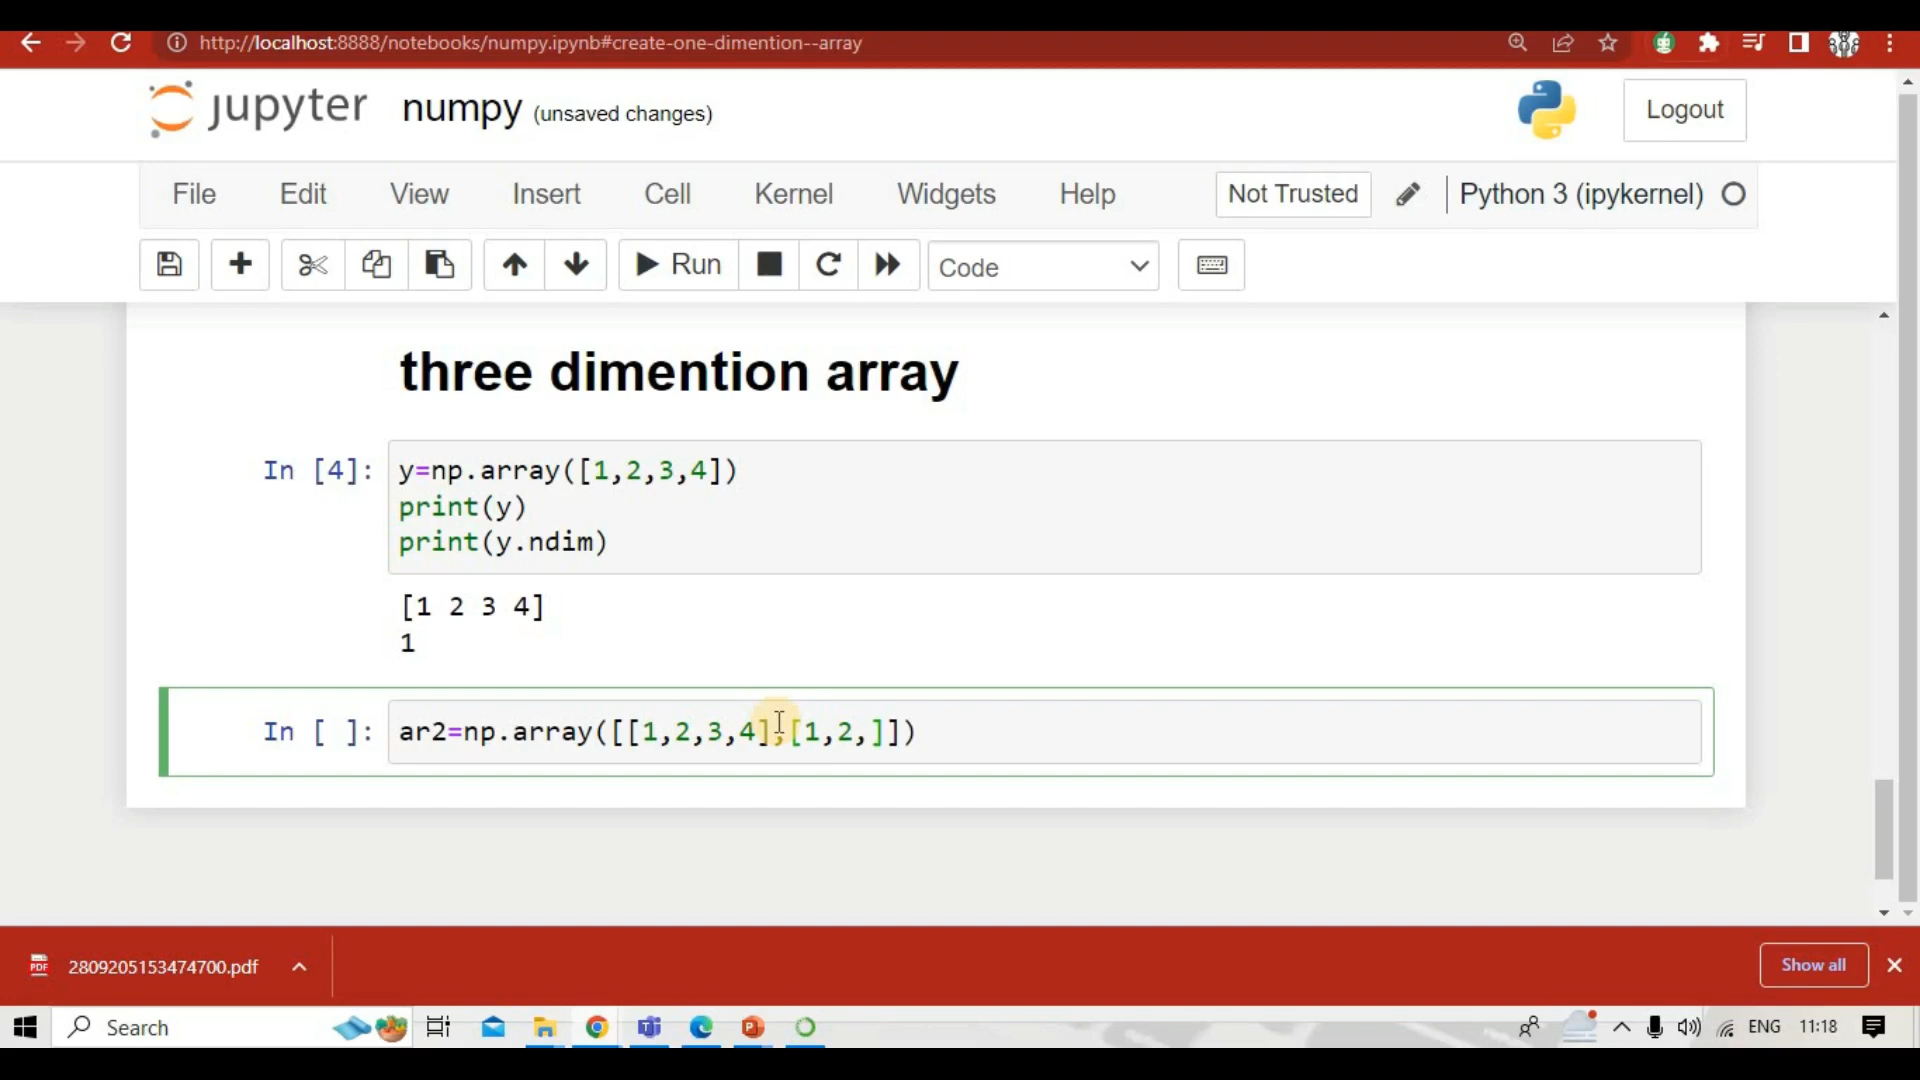 http://localhost:8888/notebooks/numpy.ipynb#create-one-dimention--array
jupyter numpy (unsaved changes)
Logout
File Edit View Insert Cell Kernel Widgets Help Not Trusted Python 3 (ipykernel)
Run Code
three dimention array
In [4]: y=np.array([1,2,3,4])
print(y)
print(y.ndim)
[1 2 3 4]
1
In [ ]: ar2=np.array([[1,2,3,4],[1,2,]])
PDF 2809205153474700.pdf Show all
Search ENG 11:18